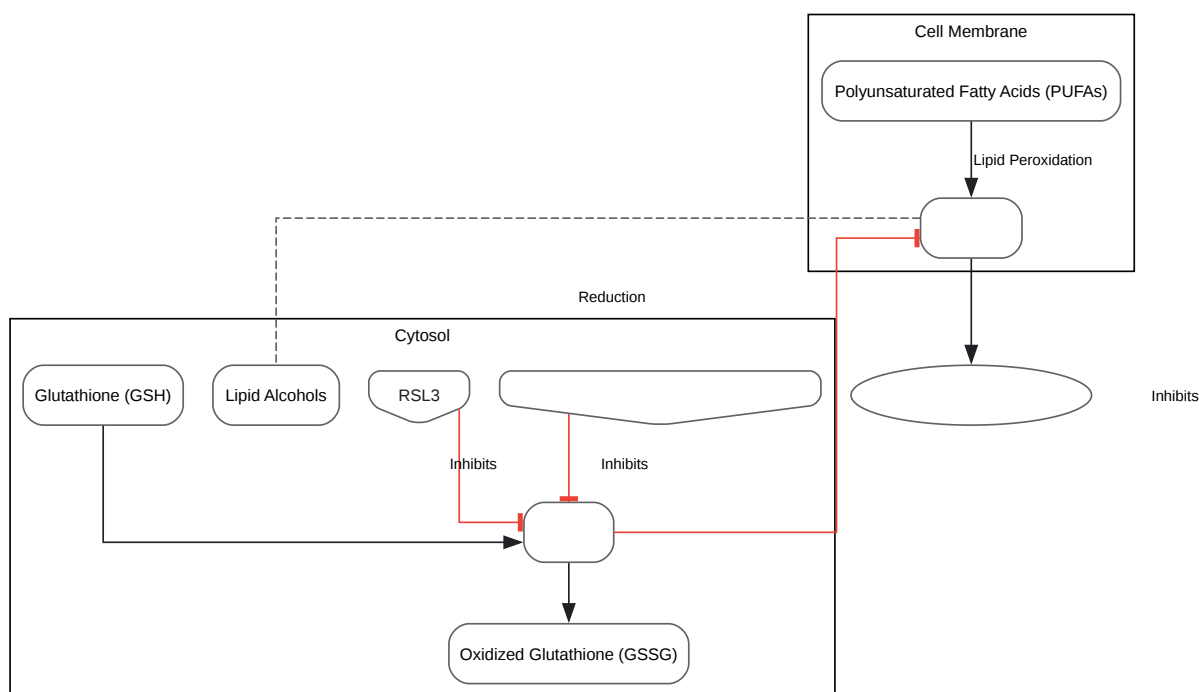 Cell Membrane
Polyunsaturated Fatty Acids (PUFAs)
Lipid Peroxidation
Reduction
Cytosol
Glutathione (GSH)
Lipid Alcohols
RSL3
Inhibits
Inhibits
Inhibits
Oxidized Glutathione (GSSG)